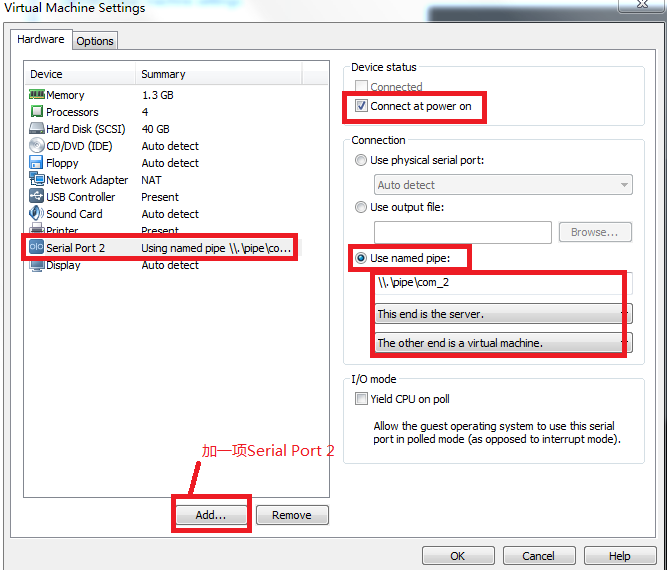 Virtual Machine Settings
Hardware
Options
Device Summary
Memory 1.3 GB
Processors 4
Hard Disk (SCSI) 40 GB
CD/DVD (IDE) Auto detect
Floppy Auto detect
Network Adapter NAT
USB Controller Present
Sound Card Auto detect
Printer Present
Serial Port 2 Using named pipe \\.\pipe\co...
Display Auto detect
加一项Serial Port 2
Add...
Remove
Device status
Connected
Connect at power on
Connection
Use physical serial port:
Auto detect
Use output file:
Browse...
Use named pipe:
\\.\pipe\com_2
This end is the server.
The other end is a virtual machine.
I/O mode
Yield CPU on poll
Allow the guest operating system to use this serial
port in polled mode (as opposed to interrupt mode).
OK
Cancel
Help